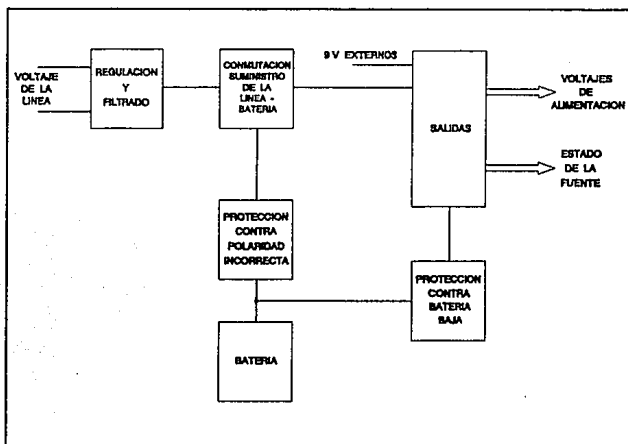 VOLTAJE
DE LA
LINEA
REGULACION
Y
FILTRADO
CONMUTACION
SUMINISTRO
DE LA
LINEA -
BATERIA
9 V EXTERNOS
SALIDAS
VOLTAJES
DE
ALIMENTACION
ESTADO
DE LA
FUENTE
PROTECCION
CONTRA
POLARIDAD
INCORRECTA
PROTECCION
CONTRA
BATERIA
BAJA
BATERIA